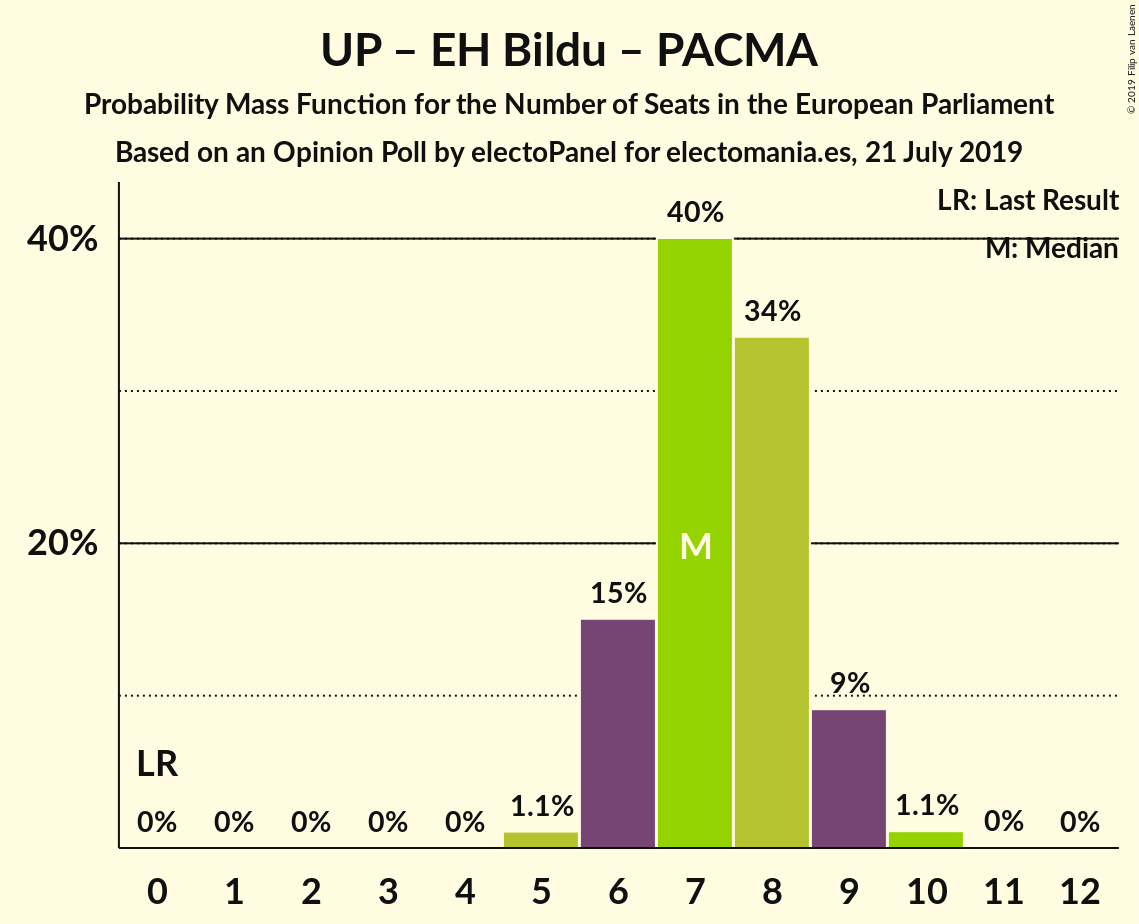 UP – EH Bildu – PACMA
Probability Mass Function for the Number of Seats in the European Parliament
Based on an Opinion Poll by electoPanel for electomania.es, 21 July 2019
© 2019 Filip van Laenen
LR: Last Result
M: Median
40%
20%
40%
34%
M
15%
9%
LR
0% 0% 0% 0% 0% 1.1% 1.1% 0% 0%
0 1 2 3 4 5 6 7 8 9 10 11 12